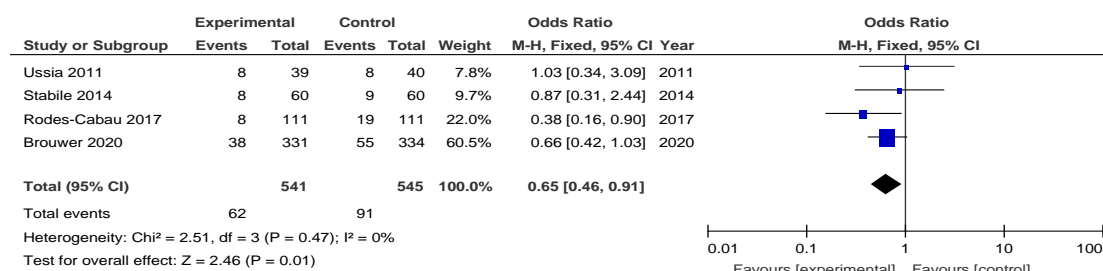 Experimental Control Odds Ratio Odds Ratio
Study or Subgroup Events Total Events Total Weight M-H, Fixed, 95% CI Year M-H, Fixed, 95% CI
Ussia 2011 8 39 8 40 7.8% 1.03 [0.34, 3.09] 2011
Stabile 2014 8 60 9 60 9.7% 0.87 [0.31, 2.44] 2014
Rodes-Cabau 2017 8 111 19 111 22.0% 0.38 [0.16, 0.90] 2017
Brouwer 2020 38 331 55 334 60.5% 0.66 [0.42, 1.03] 2020
Total (95% CI) 541 545 100.0% 0.65 [0.46, 0.91]
Total events 62 91
Heterogeneity: Chi² = 2.51, df = 3 (P = 0.47); I² = 0%
Test for overall effect: Z = 2.46 (P = 0.01)
0.01 0.1 1 10 100
Favours [experimental] Favours [control]